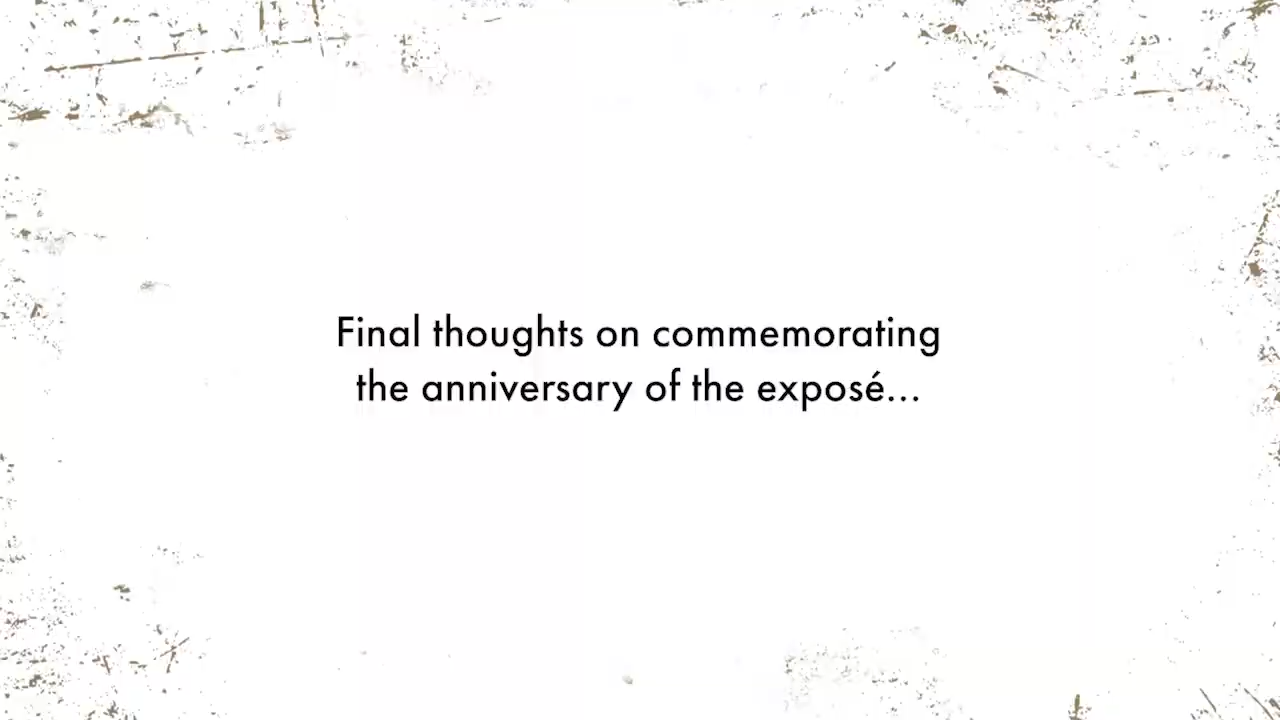 Final thoughts on commemorating
the anniversary of the exposé...